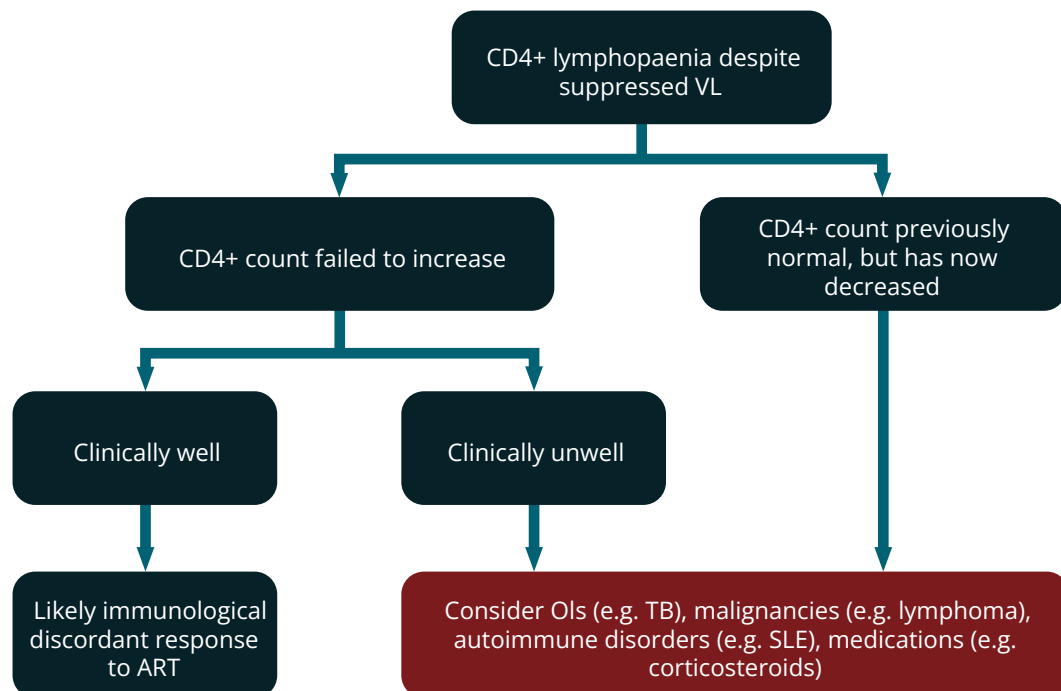 CD4+ lymphopaenia despite
suppressed VL
CD4+ count failed to increase
CD4+ count previously
normal, but has now
decreased
Clinically well
Clinically unwell
Likely immunological
discordant response
to ART
Consider OIs (e.g. TB), malignancies (e.g. lymphoma),
autoimmune disorders (e.g. SLE), medications (e.g.
corticosteroids)